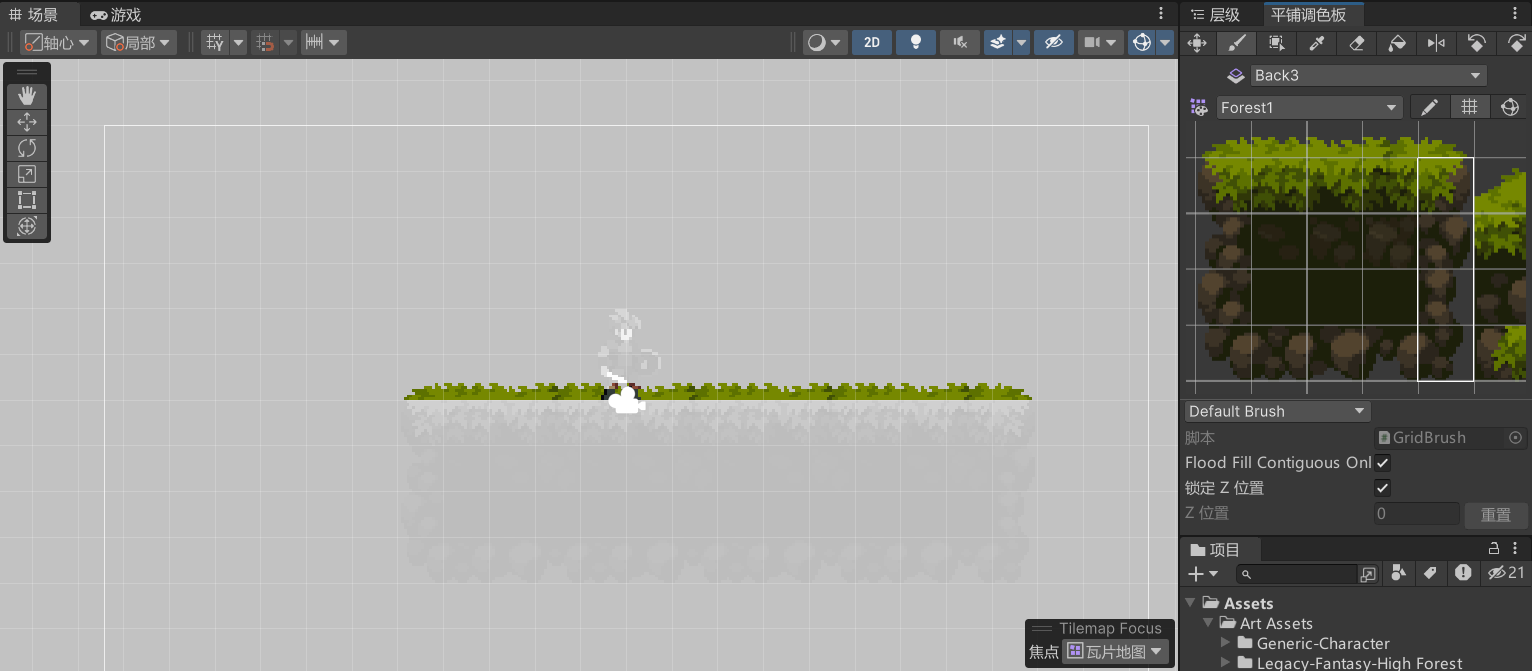 场景 游戏
轴心 局部 Y 2D
Tilemap Focus
焦点 瓦片地图
层级 平铺调色板
Back3
Forest1
Default Brush
脚本 GridBrush
Flood Fill Contiguous Onl
锁定 Z 位置
Z 位置 0 重置
项目
21
Assets
Art Assets
Generic-Character
Legacy-Fantasy-High Forest